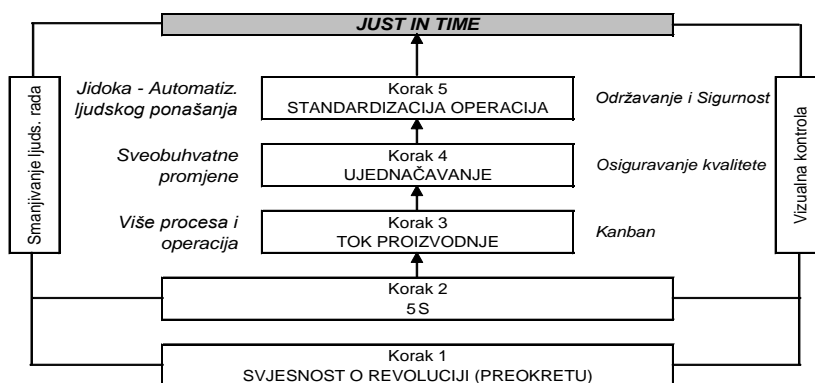 JUST IN TIME
Smanjivanje ljuds. rada
Jidoka - Automatiz.
ljudskog ponašanja
Korak 5
STANDARDIZACIJA OPERACIJA
Održavanje i Sigurnost
Vizualna kontrola
Sveobuhvatne
promjene
Korak 4
UJEDNAČAVANJE
Osiguravanje kvalitete
Više procesa i
operacija
Korak 3
TOK PROIZVODNJE
Kanban
Korak 2
5S
Korak 1
SVJESNOST O REVOLUCIJI (PREOKRETU)